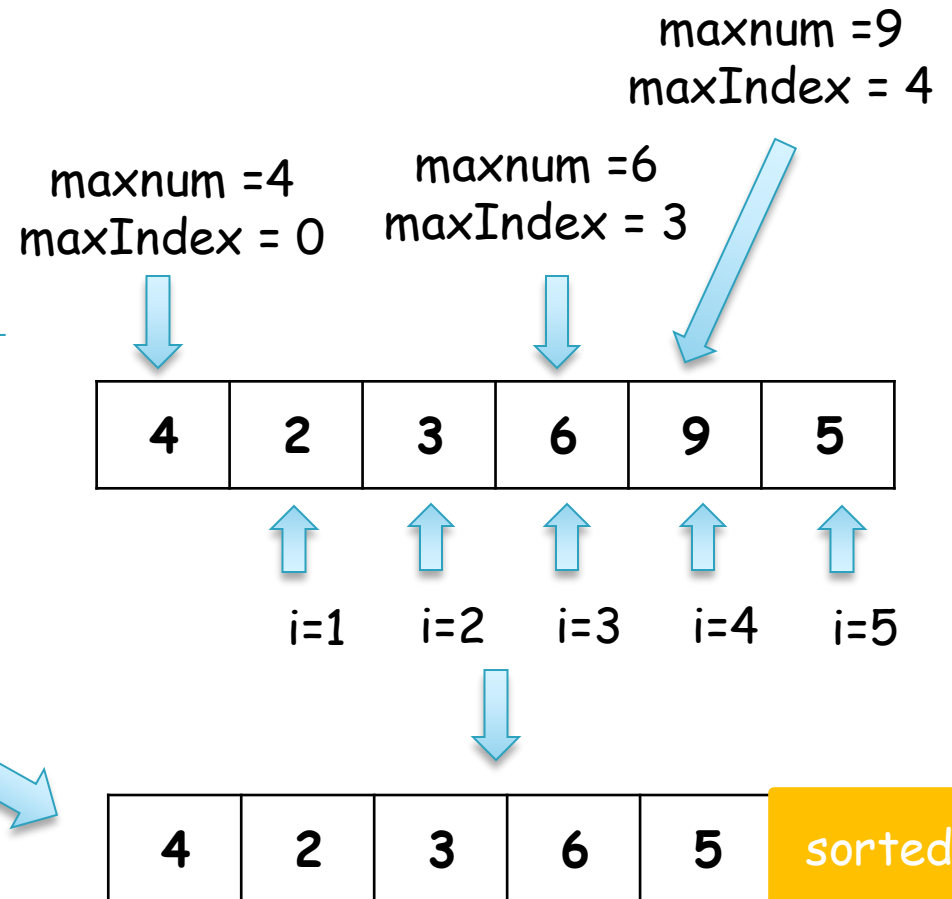 maxnum =9
maxIndex = 4
maxnum =4
maxIndex = 0
maxnum =6
maxIndex = 3
4 2 3 6 9 5
i=1 i=2 i=3 i=4 i=5
4 2 3 6 5 sorted